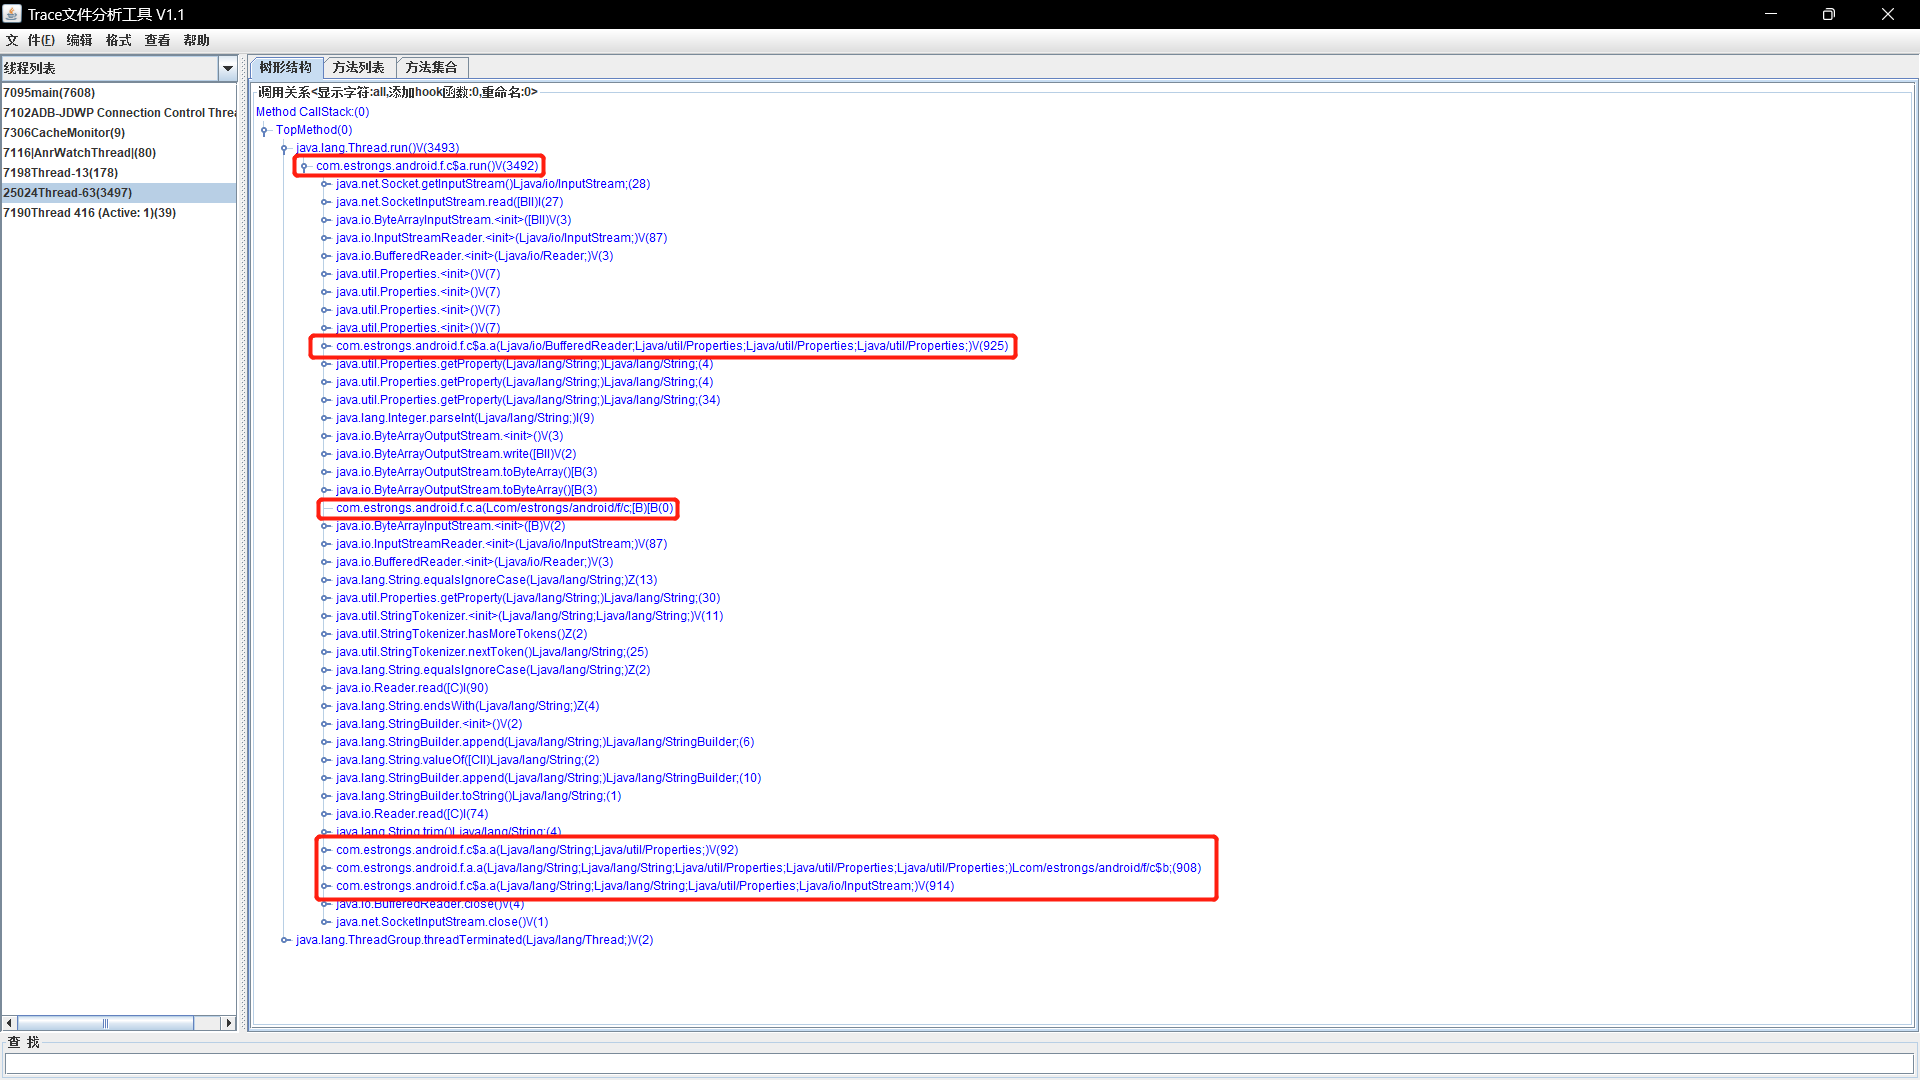 Trace文件分析工具 V1.1
文 件(F) 编辑 格式 查看 帮助
线程列表
7095main(7608)
7102ADB-JDWP Connection Control Threa
7306CacheMonitor(9)
7116|AnrWatchThread|(80)
7198Thread-13(178)
25024Thread-63(3497)
7190Thread 416 (Active: 1)(39)
树形结构 方法列表 方法集合
调用关系<显示字符:all,添加hook函数:0,重命名:0>
Method CallStack:(0)
TopMethod(0)
java.lang.Thread.run()V(3493)
com.estrongs.android.f.c$a.run()V(3492)
java.net.Socket.getInputStream()Ljava/io/InputStream;(28)
java.net.SocketInputStream.read([BII)I(27)
java.io.ByteArrayInputStream.<init>([BII)V(3)
java.io.InputStreamReader.<init>(Ljava/io/InputStream;)V(87)
java.io.BufferedReader.<init>(Ljava/io/Reader;)V(3)
java.util.Properties.<init>()V(7)
java.util.Properties.<init>()V(7)
java.util.Properties.<init>()V(7)
java.util.Properties.<init>()V(7)
com.estrongs.android.f.c$a.a(Ljava/io/BufferedReader;Ljava/util/Properties;Ljava/util/Properties;Ljava/util/Properties;)V(925)
java.util.Properties.getProperty(Ljava/lang/String;)Ljava/lang/String;(4)
java.util.Properties.getProperty(Ljava/lang/String;)Ljava/lang/String;(4)
java.util.Properties.getProperty(Ljava/lang/String;)Ljava/lang/String;(34)
java.lang.Integer.parseInt(Ljava/lang/String;)I(9)
java.io.ByteArrayOutputStream.<init>()V(3)
java.io.ByteArrayOutputStream.write([BII)V(2)
java.io.ByteArrayOutputStream.toByteArray()[B(3)
java.io.ByteArrayOutputStream.toByteArray()[B(3)
com.estrongs.android.f.c.a(Lcom/estrongs/android/f/c;[B)[B(0)
java.io.ByteArrayInputStream.<init>([B)V(2)
java.io.InputStreamReader.<init>(Ljava/io/InputStream;)V(87)
java.io.BufferedReader.<init>(Ljava/io/Reader;)V(3)
java.lang.String.equalsIgnoreCase(Ljava/lang/String;)Z(13)
java.util.Properties.getProperty(Ljava/lang/String;)Ljava/lang/String;(30)
java.util.StringTokenizer.<init>(Ljava/lang/String;Ljava/lang/String;)V(11)
java.util.StringTokenizer.hasMoreTokens()Z(2)
java.util.StringTokenizer.nextToken()Ljava/lang/String;(25)
java.lang.String.equalsIgnoreCase(Ljava/lang/String;)Z(2)
java.io.Reader.read([C)I(90)
java.lang.String.endsWith(Ljava/lang/String;)Z(4)
java.lang.StringBuilder.<init>()V(2)
java.lang.StringBuilder.append(Ljava/lang/String;)Ljava/lang/StringBuilder;(6)
java.lang.String.valueOf([CII)Ljava/lang/String;(2)
java.lang.StringBuilder.append(Ljava/lang/String;)Ljava/lang/StringBuilder;(10)
java.lang.StringBuilder.toString()Ljava/lang/String;(1)
java.io.Reader.read([C)I(74)
java.lang.String.trim()Ljava/lang/String;(4)
com.estrongs.android.f.c$a.a(Ljava/lang/String;Ljava/util/Properties;)V(92)
com.estrongs.android.f.a.a(Ljava/lang/String;Ljava/lang/String;Ljava/util/Properties;Ljava/util/Properties;Ljava/util/Properties;)Lcom/estrongs/android/f/c$b;(908)
com.estrongs.android.f.c$a.a(Ljava/lang/String;Ljava/lang/String;Ljava/util/Properties;Ljava/io/InputStream;)V(914)
java.io.BufferedReader.close()V(4)
java.net.SocketInputStream.close()V(1)
java.lang.ThreadGroup.threadTerminated(Ljava/lang/Thread;)V(2)
查 找